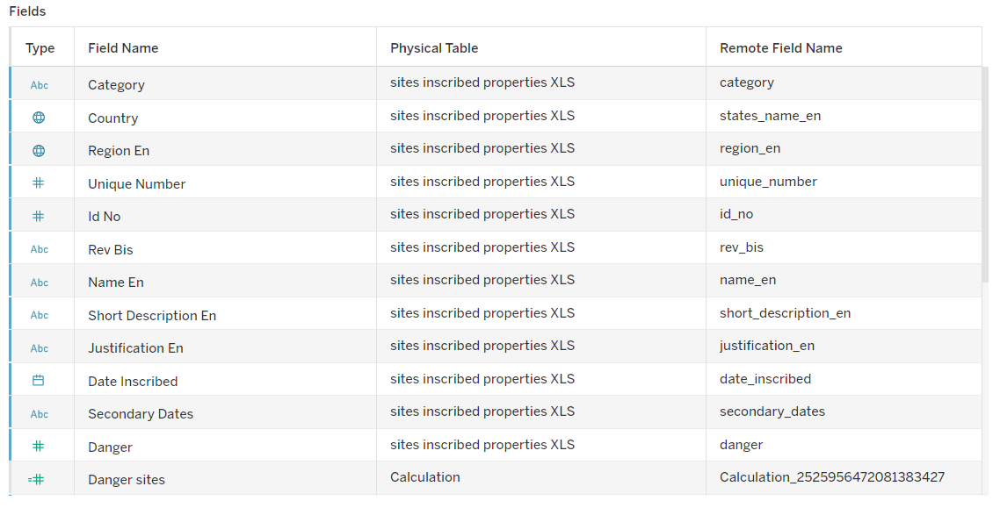 Fields
Type Field Name Physical Table Remote Field Name
Abc Category sites inscribed properties XLS category
Country sites inscribed properties XLS states_name_en
Region En sites inscribed properties XLS region_en
# Unique Number sites inscribed properties XLS unique_number
# Id No sites inscribed properties XLS id_no
Abc Rev Bis sites inscribed properties XLS rev_bis
Abc Name En sites inscribed properties XLS name_en
Abc Short Description En sites inscribed properties XLS short_description_en
Abc Justification En sites inscribed properties XLS justification_en
Date Inscribed sites inscribed properties XLS date_inscribed
Abc Secondary Dates sites inscribed properties XLS secondary_dates
# Danger sites inscribed properties XLS danger
=# Danger sites Calculation Calculation_2525956472081383427